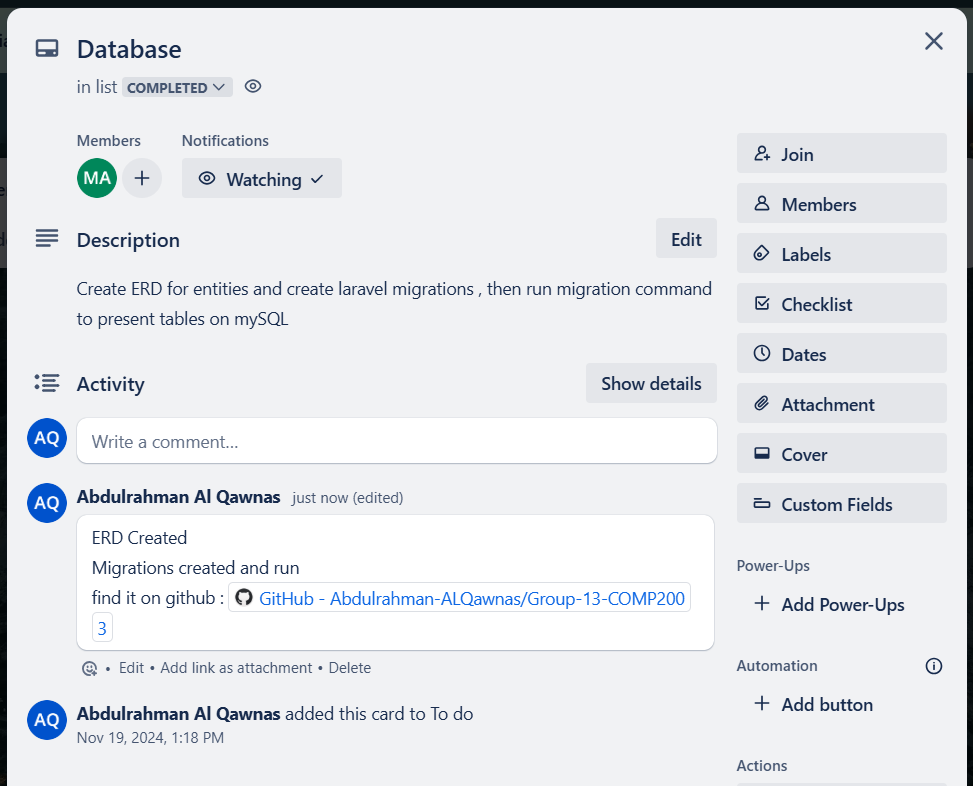 Database
in list COMPLETED
Members
Notifications
MA
Watching
Description
Edit
Create ERD for entities and create laravel migrations , then run migration command
to present tables on mySQL
Activity
Show details
AQ
Write a comment...
AQ
Abdulrahman Al Qawnas just now (edited)
ERD Created
Migrations created and run
find it on github : GitHub - Abdulrahman-ALQawnas/Group-13-COMP200
3
• Edit • Add link as attachment • Delete
AQ
Abdulrahman Al Qawnas added this card to To do
Nov 19, 2024, 1:18 PM
Join
Members
Labels
Checklist
Dates
Attachment
Cover
Custom Fields
Power-Ups
Add Power-Ups
Automation
Add button
Actions